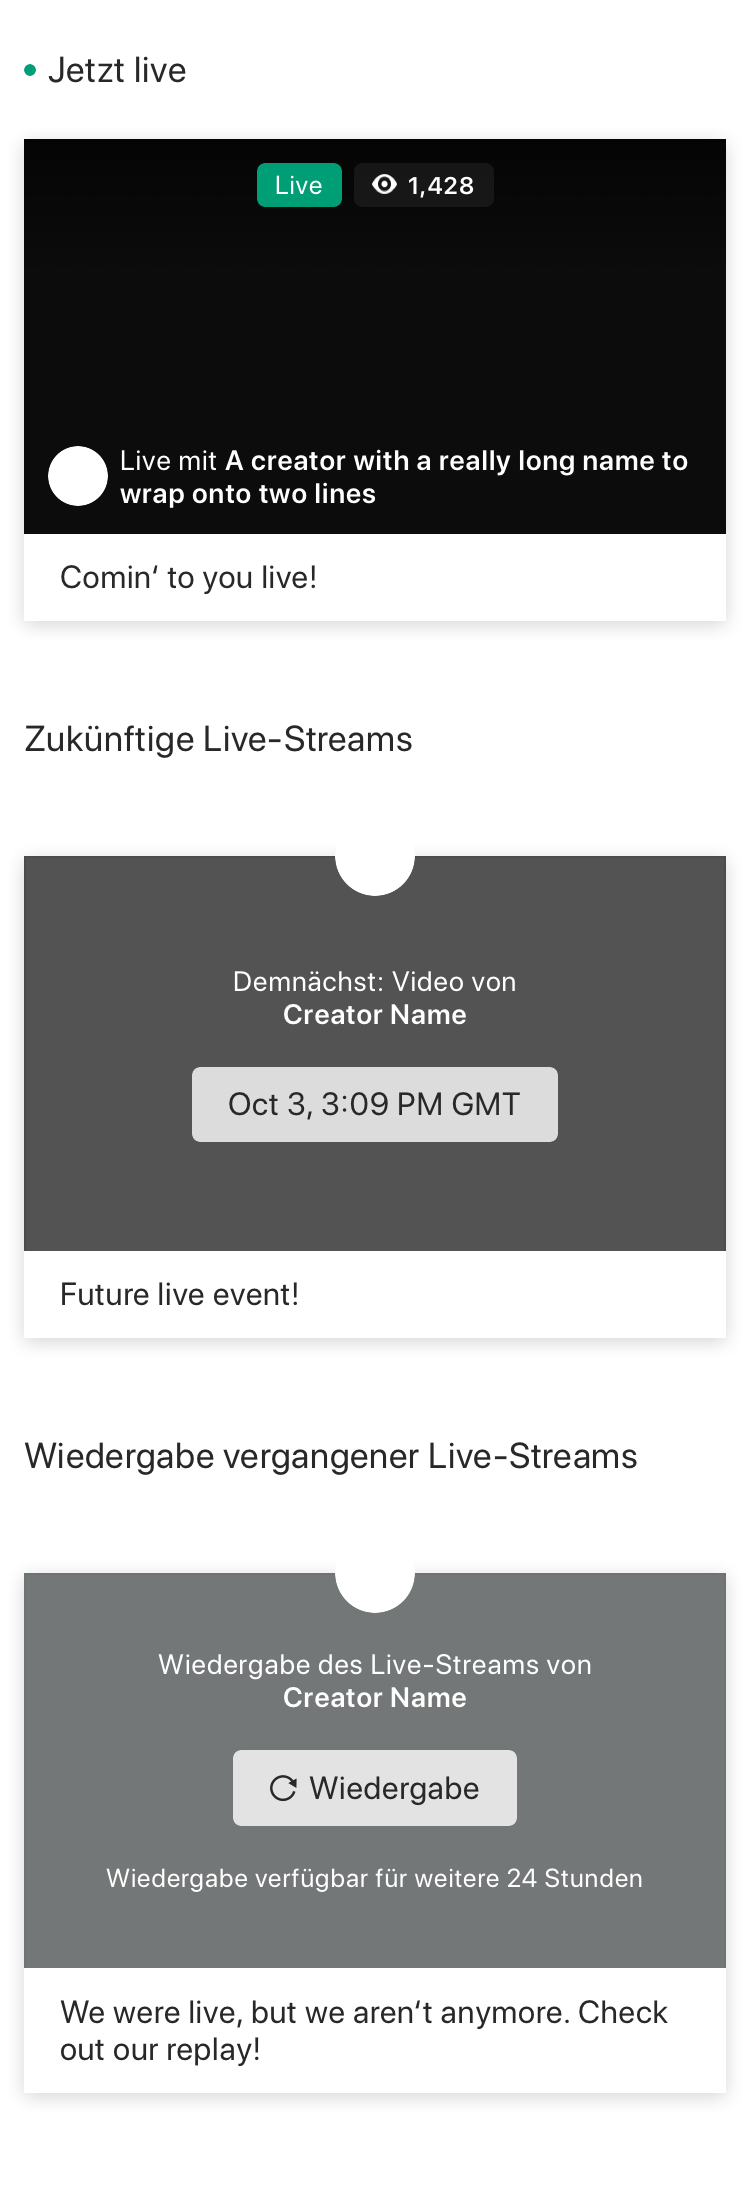 Jetzt live
Live
1,428
Live mit A creator with a really long name to
wrap onto two lines
Comin‘ to you live!
Zukünftige Live-Streams
Demnächst: Video von
Creator Name
Oct 3, 3:09 PM GMT
Future live event!
Wiedergabe vergangener Live-Streams
Wiedergabe des Live-Streams von
Creator Name
Wiedergabe
Wiedergabe verfügbar für weitere 24 Stunden
We were live, but we aren‘t anymore. Check
out our replay!